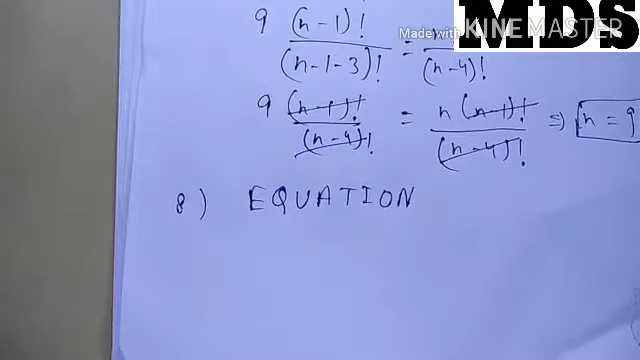 MDS
Made with KINEMASTER
9 (n-1)! / (n-1-3)! = / (n-4)!
9 (n-1)! / (n-4)! = n (n-1)! / (n-4)! ⇒ n = 9
8) EQUATION